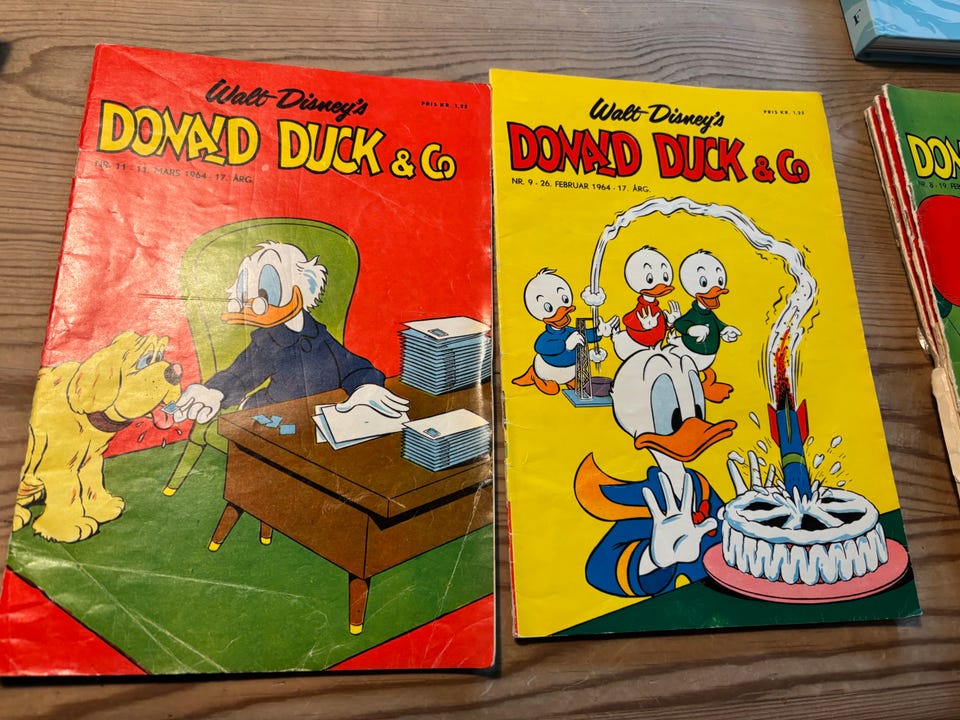 Walt Disney's
PRIS KR. 1,25
DONALD DUCK & Co
NR. 11 - 11. MARS 1964 - 17. ÅRG.
Walt Disney's
PRIS KR. 1,25
DONALD DUCK & Co
NR. 9 - 26. FEBRUAR 1964 - 17. ÅRG.
F
DON
NR. 8 - 19. FE